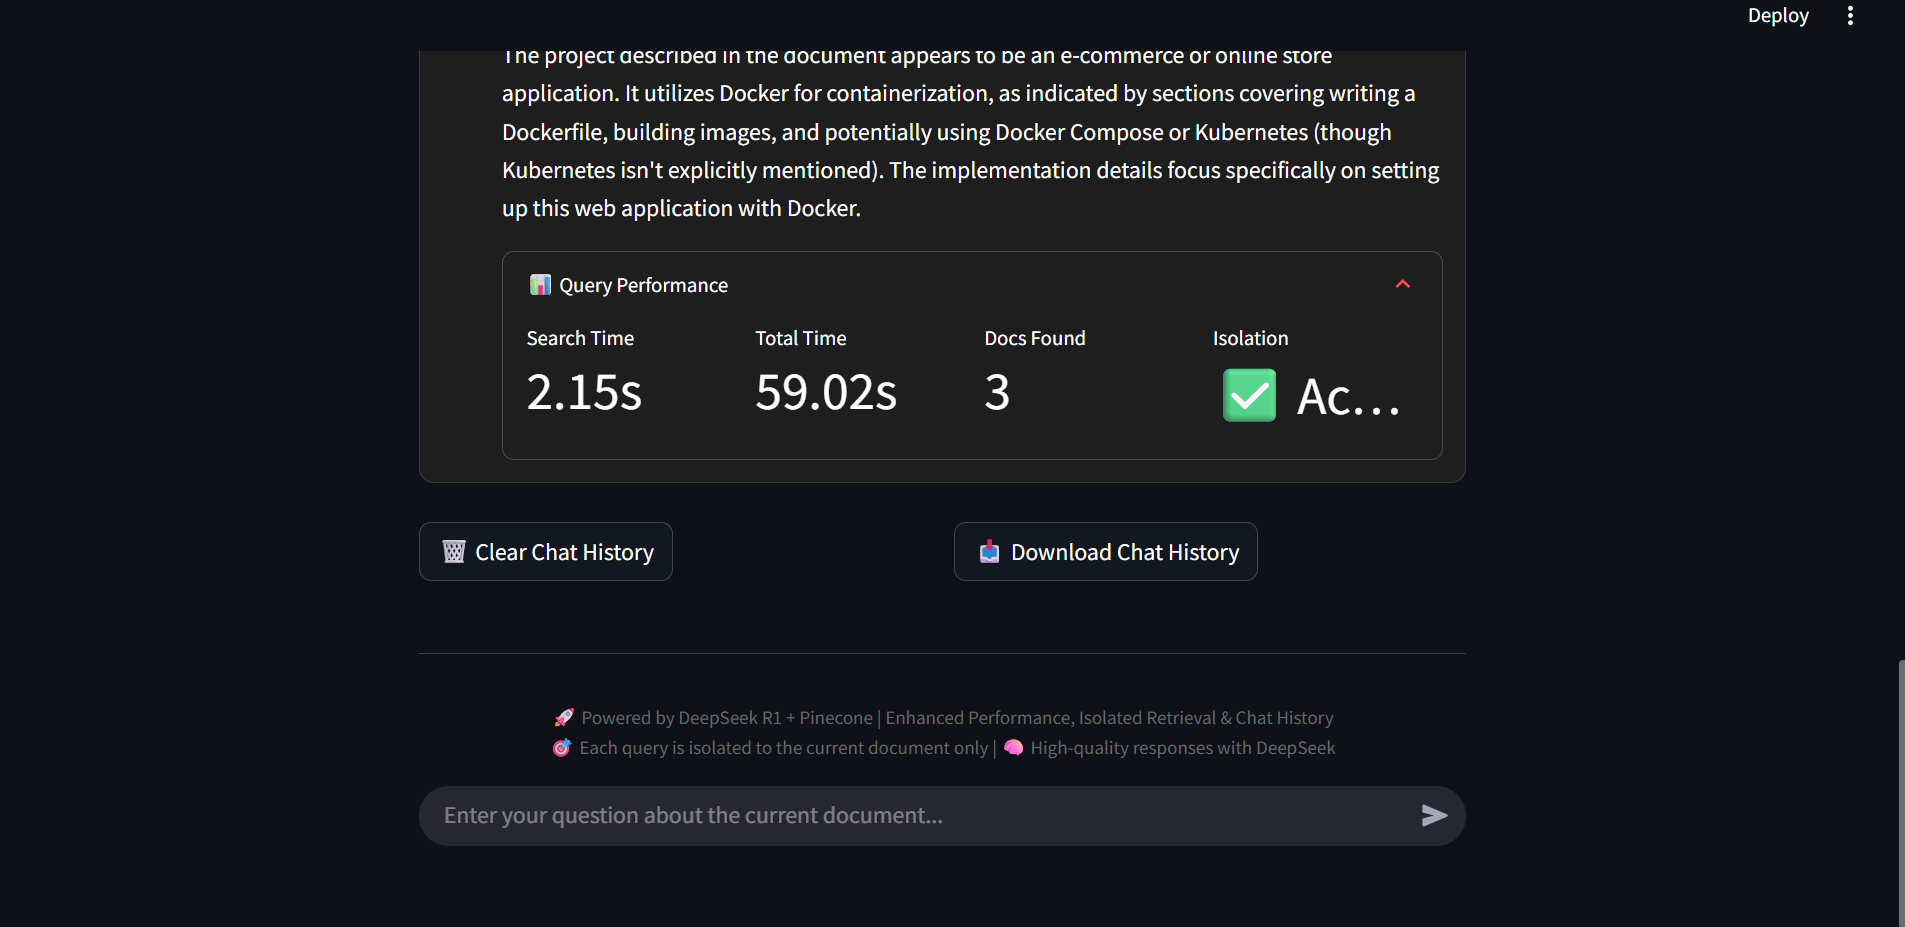 Deploy
The project described in the document appears to be an e-commerce or online store
application. It utilizes Docker for containerization, as indicated by sections covering writing a
Dockerfile, building images, and potentially using Docker Compose or Kubernetes (though
Kubernetes isn't explicitly mentioned). The implementation details focus specifically on setting
up this web application with Docker.
📊 Query Performance
Search Time Total Time Docs Found Isolation
2.15s 59.02s 3 ✅ Ac...
🗑️ Clear Chat History 📥 Download Chat History
🚀 Powered by DeepSeek R1 + Pinecone | Enhanced Performance, Isolated Retrieval & Chat History
🎯 Each query is isolated to the current document only | 🧠 High-quality responses with DeepSeek
Enter your question about the current document...